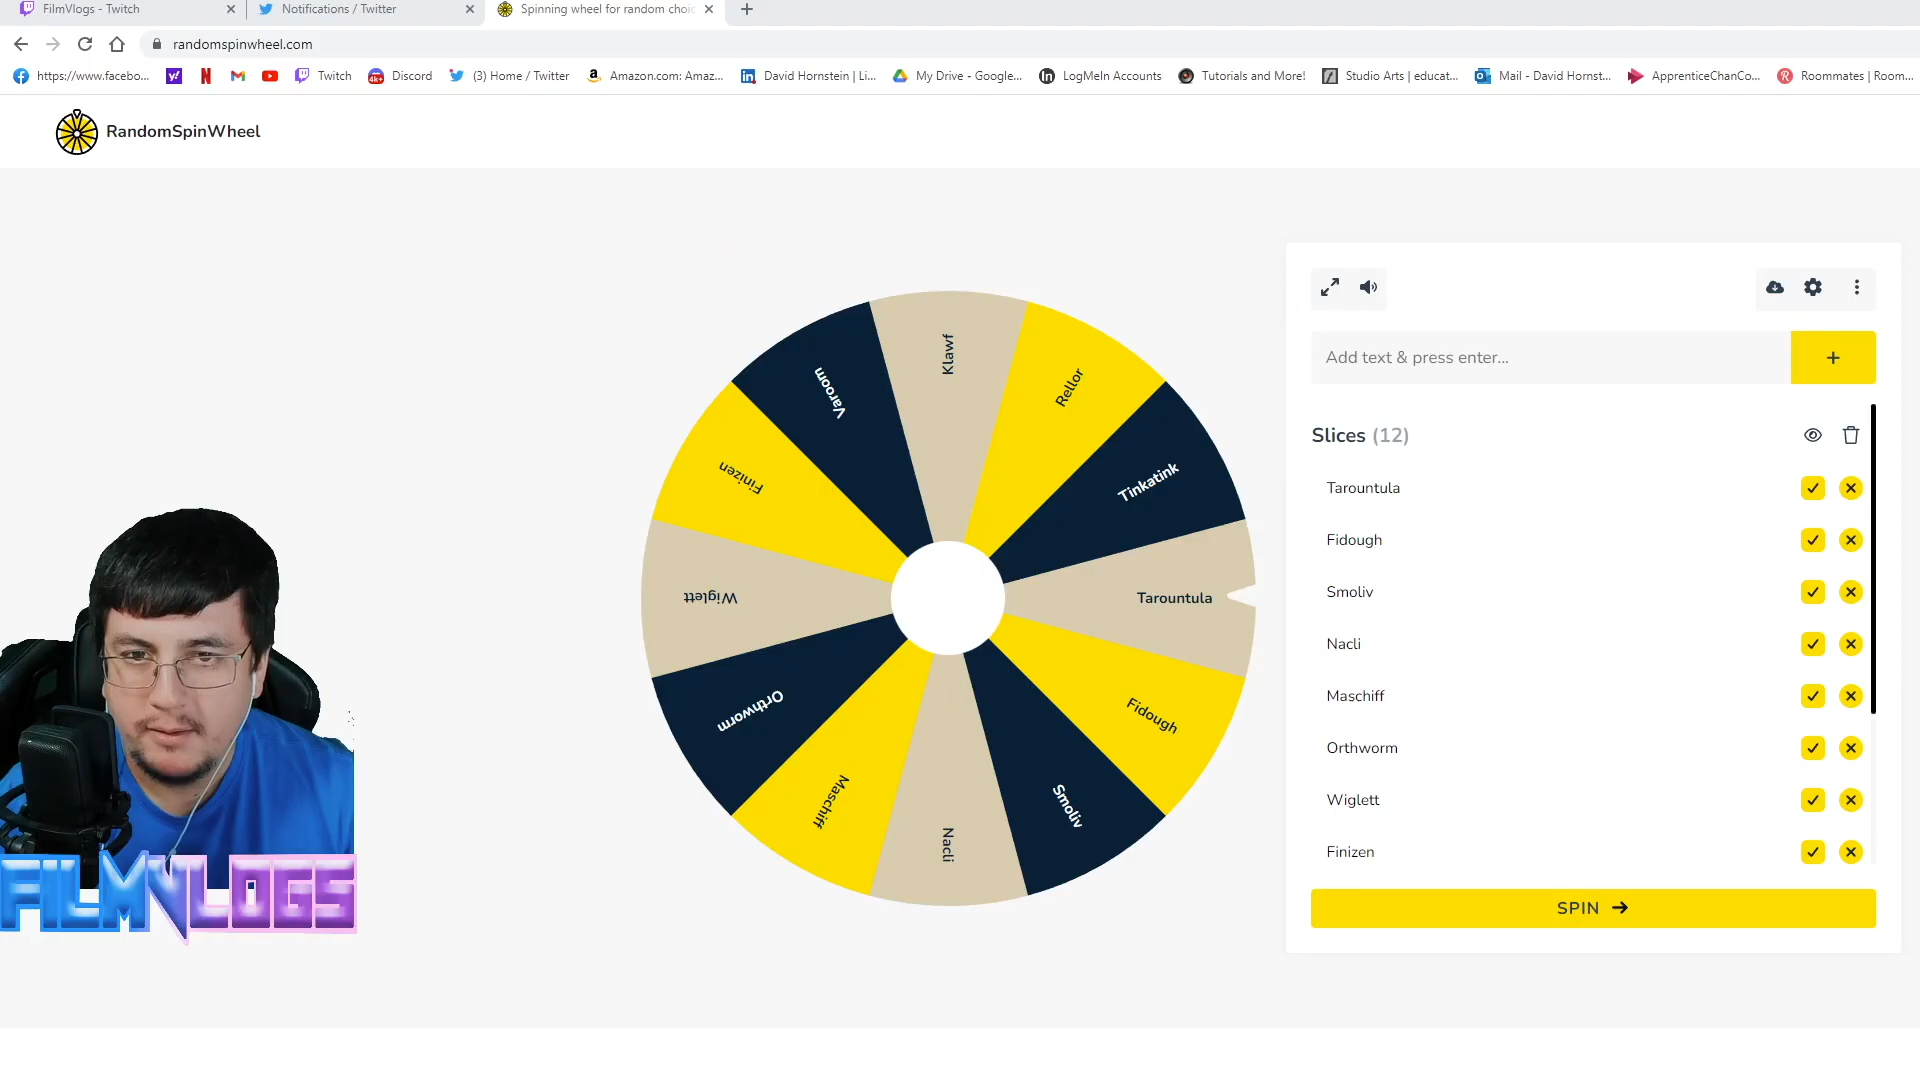 FilmVlogs - Twitch
Notifications / Twitter
Spinning wheel for random choic
randomspinwheel.com
https://www.facebo...
Twitch
4k+
Discord
(3) Home / Twitter
Amazon.com: Amaz...
David Hornstein | Li...
My Drive - Google...
LogMeIn Accounts
Tutorials and More!
Studio Arts | educat...
Mail - David Hornst...
ApprenticeChanCo...
Roommates | Room...
RandomSpinWheel
Klawf
Rellor
Tinkatink
Tarountula
Fidough
Smoliv
Nacli
Maschiff
Orthworm
Wiglett
Finizen
Varoom
Add text & press enter...
+
Slices (12)
Tarountula
Fidough
Smoliv
Nacli
Maschiff
Orthworm
Wiglett
Finizen
SPIN →
FILMVLOGS